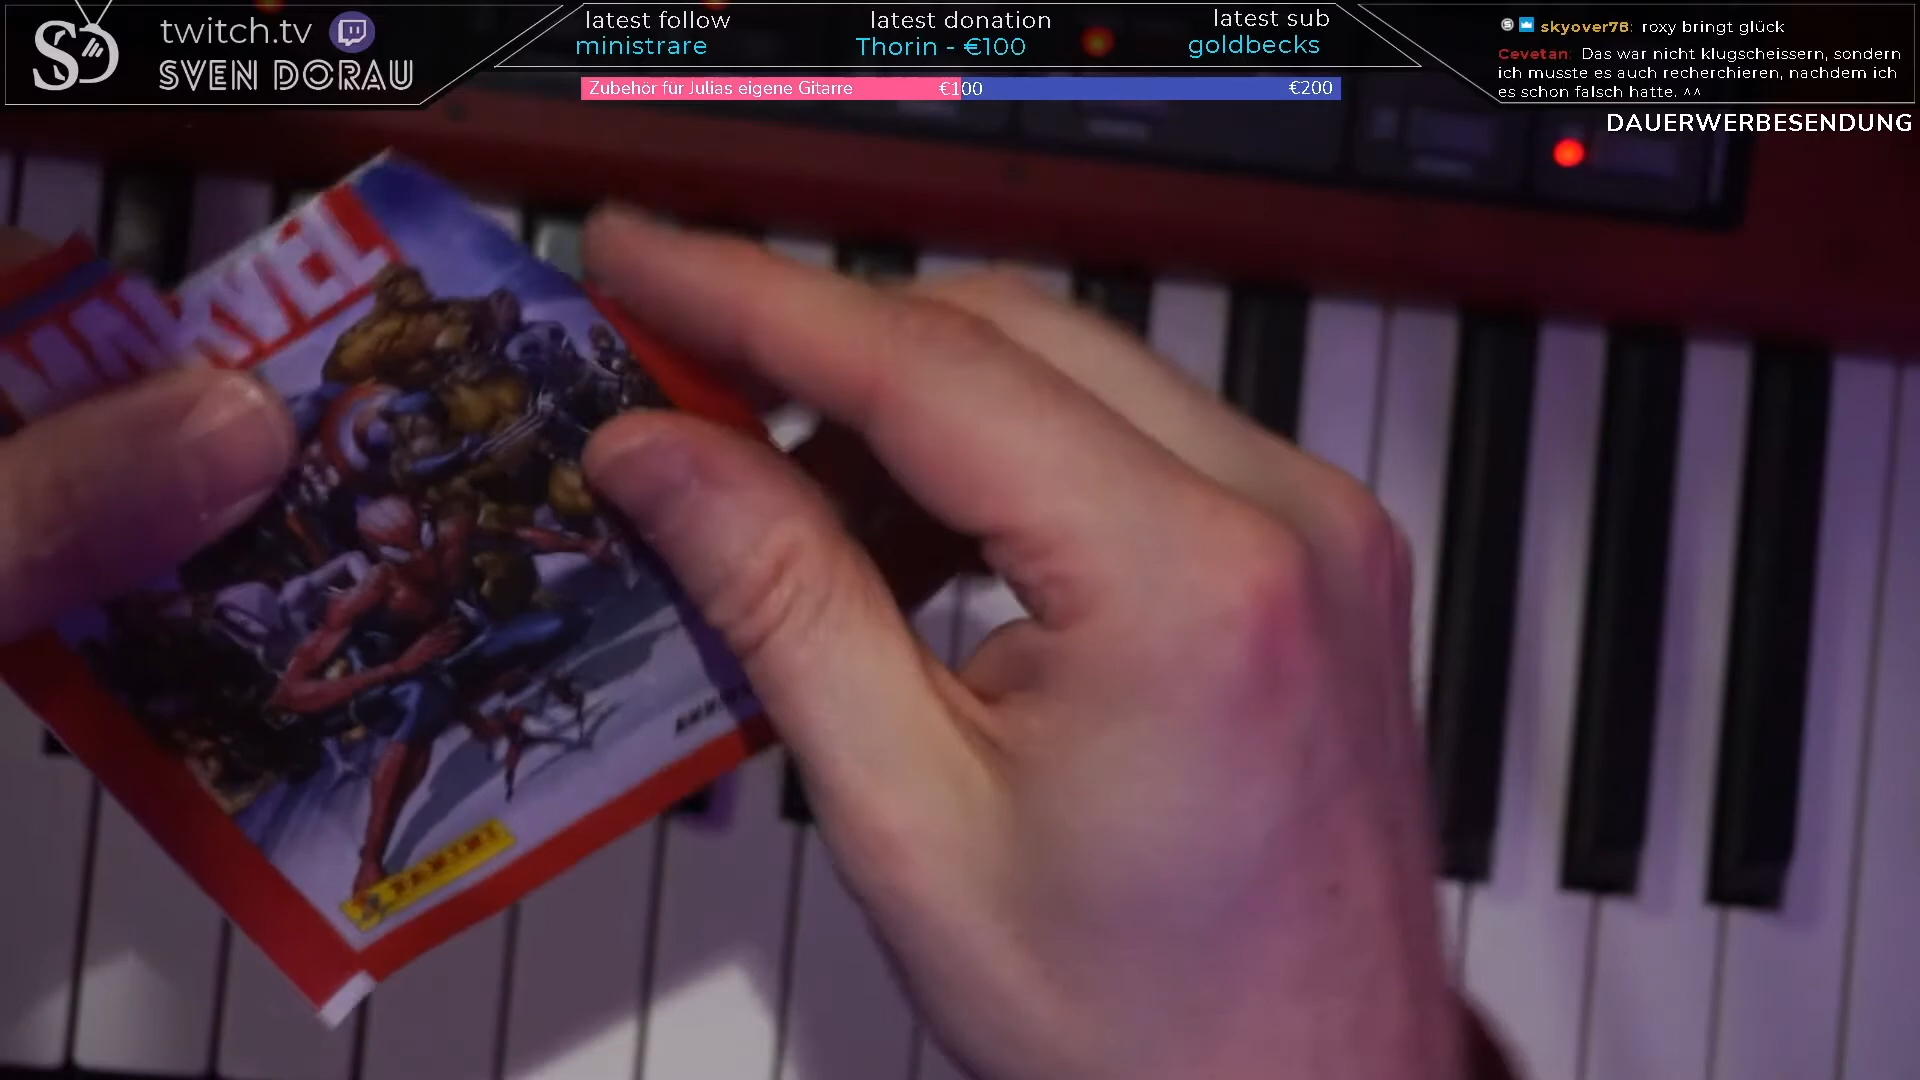 SD
twitch.tv
SVEN DORAU
latest follow
ministrare
latest donation
Thorin - €100
latest sub
goldbecks
Zubehör für Julias eigene Gitarre
€100
€200
skyover78: roxy bringt glück
Cevetan: Das war nicht klugscheissern, sondern
ich musste es auch recherchieren, nachdem ich
es schon falsch hatte. ^^
DAUERWERBESENDUNG
MARVEL
MARVEL
PANINI